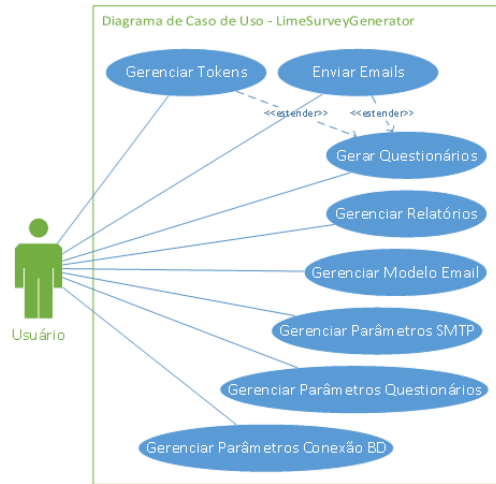 Diagrama de Caso de Uso - LimeSurveyGenerator
Gerenciar Tokens
Enviar Emails
<<estender>>
<<estender>>
Gerar Questionários
Gerenciar Relatórios
Gerenciar Modelo Email
Usuário
Gerenciar Parâmetros SMTP
Gerenciar Parâmetros Questionários
Gerenciar Parâmetros Conexão BD